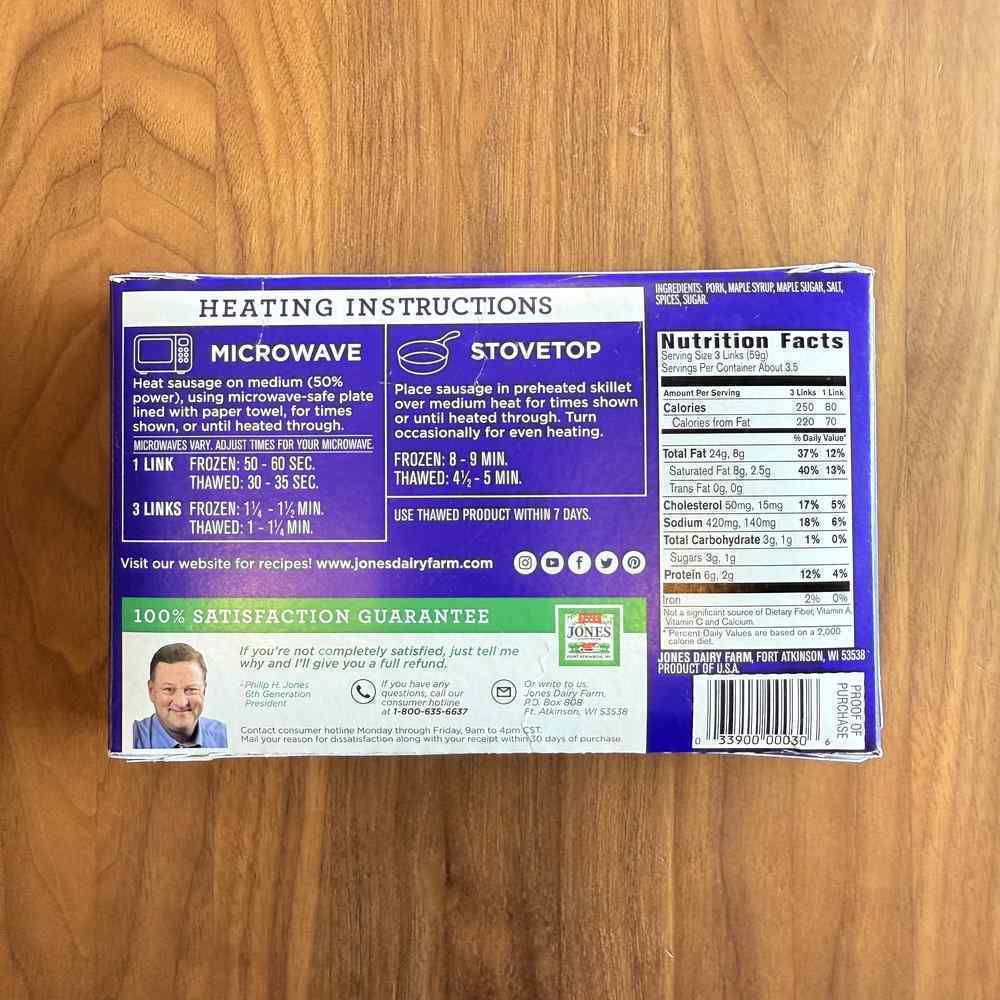 HEATING INSTRUCTIONS
MICROWAVE
Heat sausage on medium (50%
power), using microwave-safe plate
lined with paper towel, for times
shown, or until heated through.
MICROWAVES VARY. ADJUST TIMES FOR YOUR MICROWAVE.
1 LINK FROZEN: 50 - 60 SEC.
THAWED: 30 - 35 SEC.
3 LINKS FROZEN: 1¼ - 1½ MIN.
THAWED: 1 - 1¼ MIN.
STOVETOP
Place sausage in preheated skillet
over medium heat for times shown
or until heated through. Turn
occasionally for even heating.
FROZEN: 8 - 9 MIN.
THAWED: 4½ - 5 MIN.
USE THAWED PRODUCT WITHIN 7 DAYS.
Visit our website for recipes! www.jonesdairyfarm.com
100% SATISFACTION GUARANTEE
JONES
DAIRY FARM
FORT ATKINSON, WI
If you're not completely satisfied, just tell me
why and I'll give you a full refund.
-Philip H. Jones
6th Generation
President
If you have any
questions, call our
consumer hotline
at 1-800-635-6637
Or write to us:
Jones Dairy Farm,
P.O. Box 808
Ft. Atkinson, WI 53538
Contact consumer hotline Monday through Friday, 9am to 4pm CST.
Mail your reason for dissatisfaction along with your receipt within 30 days of purchase.
INGREDIENTS: PORK, MAPLE SYRUP, MAPLE SUGAR, SALT,
SPICES, SUGAR.
Nutrition Facts
Serving Size 3 Links (59g)
Servings Per Container About 3.5
Amount Per Serving 3 Links 1 Link
Calories 250 80
Calories from Fat 220 70
% Daily Value*
Total Fat 24g, 8g 37% 12%
Saturated Fat 8g, 2.5g 40% 13%
Trans Fat 0g, 0g
Cholesterol 50mg, 15mg 17% 5%
Sodium 420mg, 140mg 18% 6%
Total Carbohydrate 3g, 1g 1% 0%
Sugars 3g, 1g
Protein 6g, 2g 12% 4%
Iron 2% 0%
Not a significant source of Dietary Fiber, Vitamin A,
Vitamin C and Calcium.
* Percent Daily Values are based on a 2,000
calorie diet.
JONES DAIRY FARM, FORT ATKINSON, WI 53538
PRODUCT OF U.S.A.
0 33900 00030 6
PROOF OF
PURCHASE